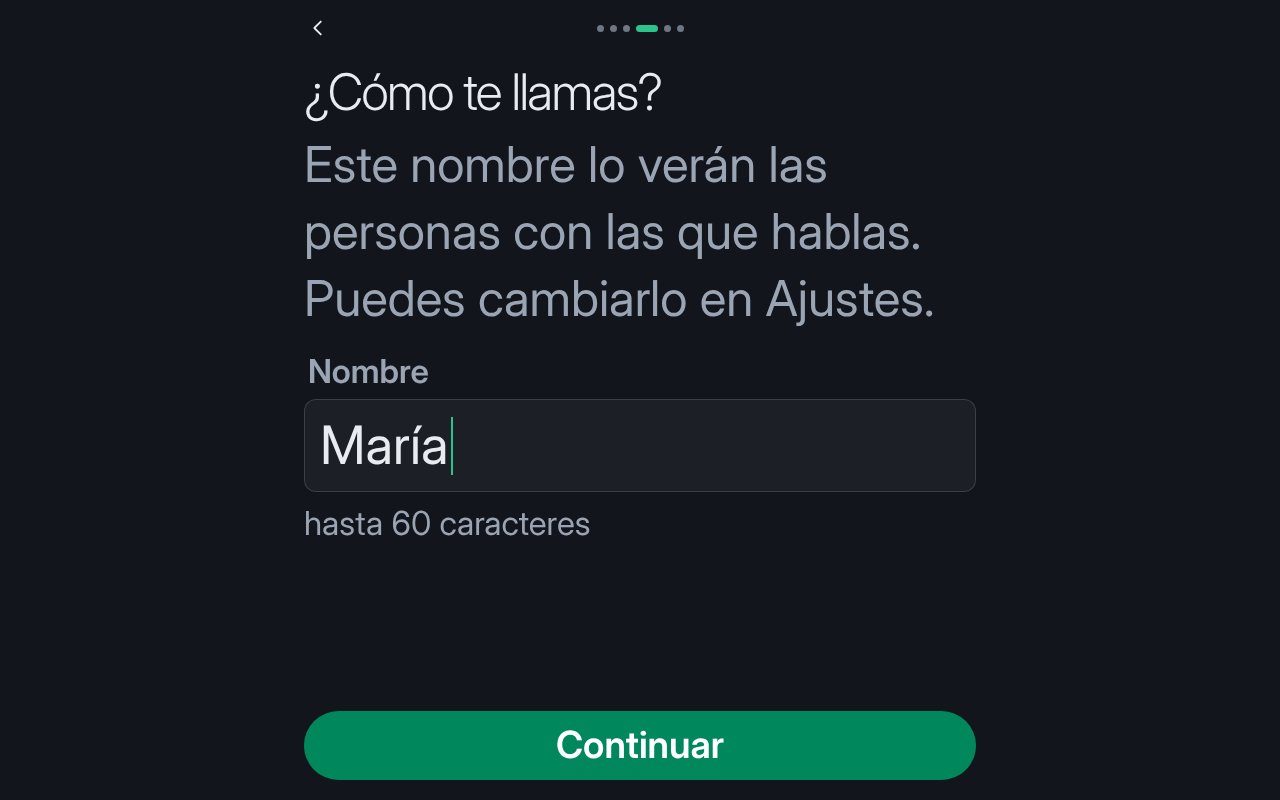 ¿Cómo te llamas?
Este nombre lo verán las
personas con las que hablas.
Puedes cambiarlo en Ajustes.
Nombre
María
hasta 60 caracteres
Continuar